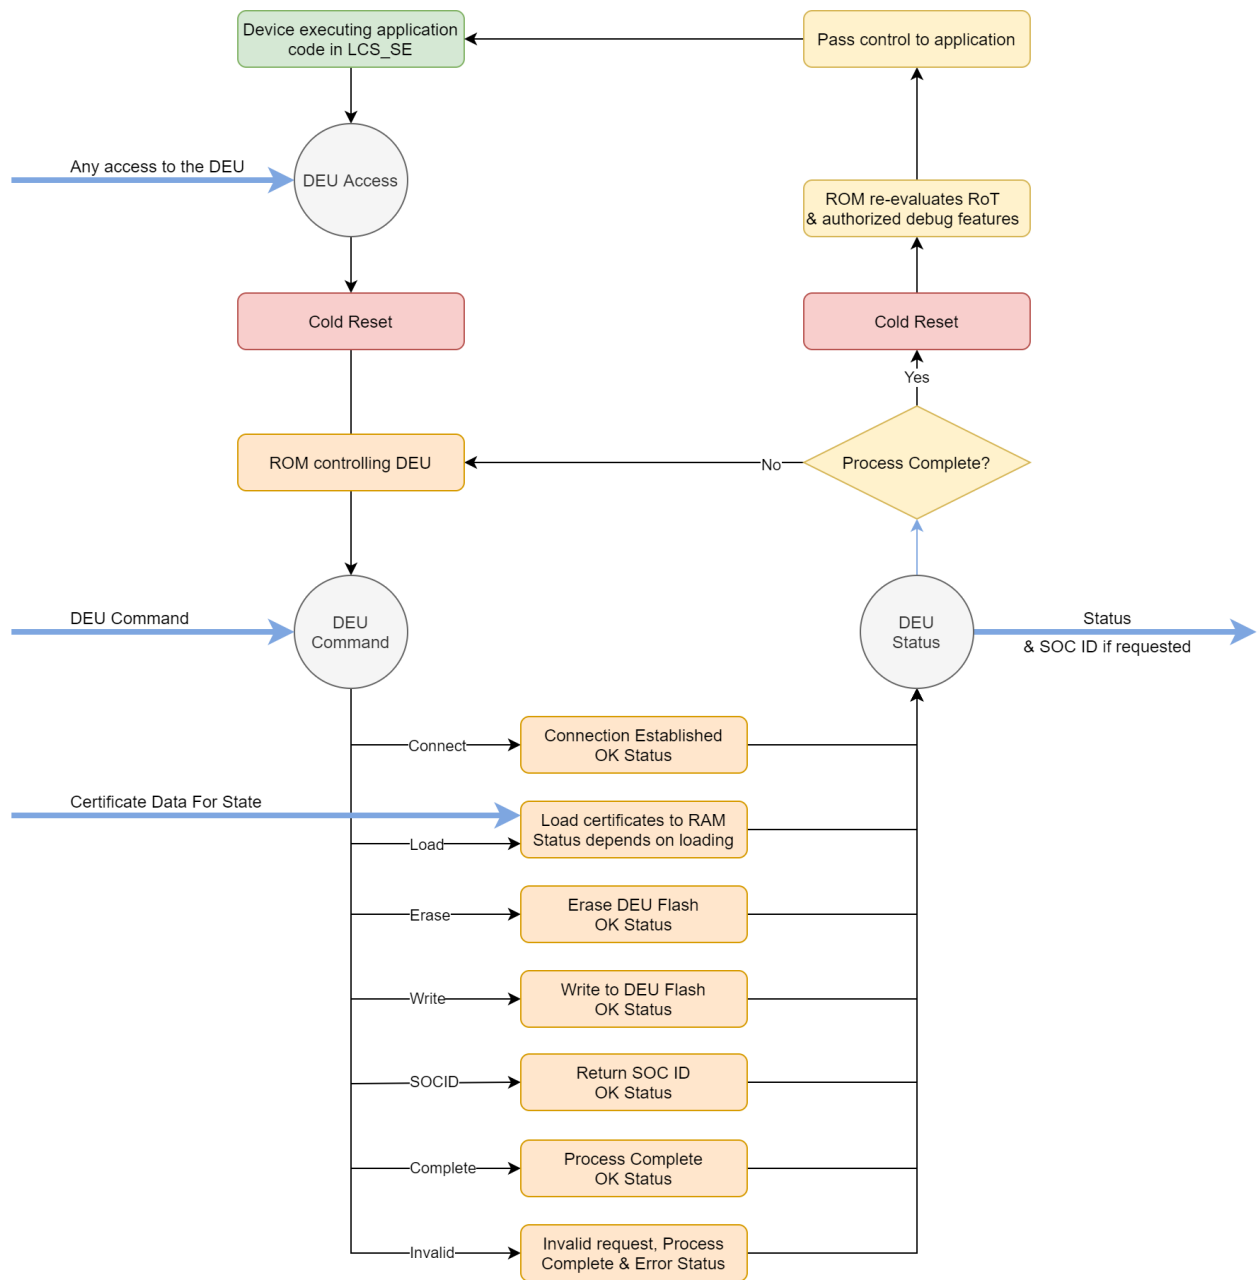 Device executing application
code in LCS_SE
Pass control to application
Any access to the DEU
DEU Access
ROM re-evaluates RoT
& authorized debug features
Cold Reset
Cold Reset
Yes
ROM controlling DEU
No
Process Complete?
DEU Command
DEU
Command
DEU
Status
Status
& SOC ID if requested
Connect
Connection Established
OK Status
Certificate Data For State
Load
Load certificates to RAM
Status depends on loading
Erase
Erase DEU Flash
OK Status
Write
Write to DEU Flash
OK Status
SOCID
Return SOC ID
OK Status
Complete
Process Complete
OK Status
Invalid
Invalid request, Process
Complete & Error Status